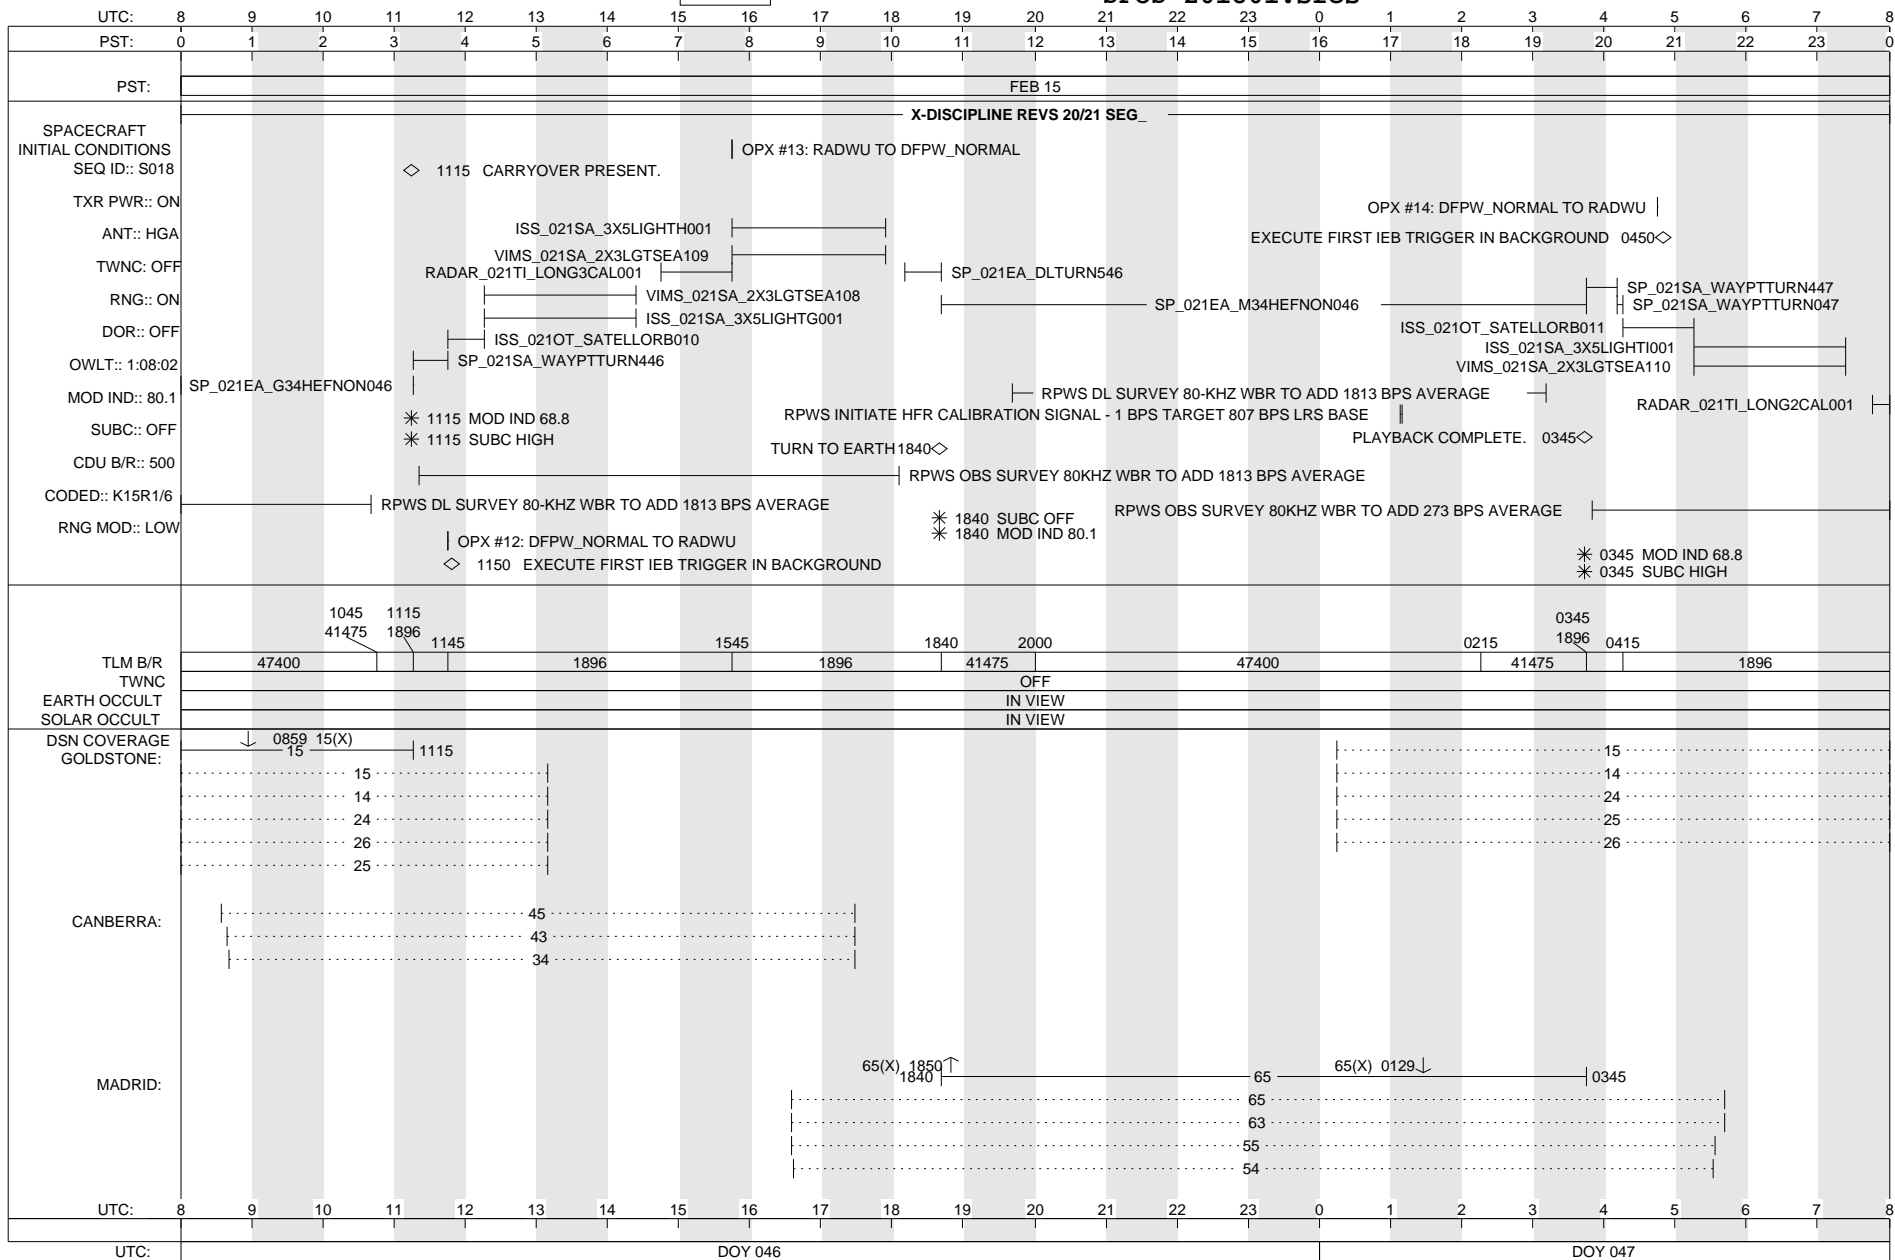 UTC: 8 9 10 11 12 13 14 15 16 17 18 19 20 21 22 23 0 1 2 3 4 5 6 7 8
PST: 0 1 2 3 4 5 6 7 8 9 10 11 12 13 14 15 16 17 18 19 20 21 22 23 0
PST: FEB 15
X-DISCIPLINE REVS 20/21 SEG_
SPACECRAFT
INITIAL CONDITIONS
SEQ ID:: S018
TXR PWR:: ON
ANT:: HGA
TWNC: OFF
RNG:: ON
DOR:: OFF
OWLT:: 1:08:02
MOD IND:: 80.1
SUBC:: OFF
CDU B/R:: 500
CODED:: K15R1/6
RNG MOD:: LOW
OPX #13: RADWU TO DFPW_NORMAL
1115 CARRYOVER PRESENT.
OPX #14: DFPW_NORMAL TO RADWU
ISS_021SA_3X5LIGHTH001
EXECUTE FIRST IEB TRIGGER IN BACKGROUND 0450
VIMS_021SA_2X3LGTSEA109
RADAR_021TI_LONG3CAL001
SP_021EA_DLTURN546
SP_021SA_WAYPTTURN447
VIMS_021SA_2X3LGTSEA108
SP_021EA_M34HEFNON046
SP_021SA_WAYPTTURN047
ISS_021SA_3X5LIGHTG001
ISS_021OT_SATELLORB011
ISS_021OT_SATELLORB010
ISS_021SA_3X5LIGHTI001
SP_021SA_WAYPTTURN446
VIMS_021SA_2X3LGTSEA110
SP_021EA_G34HEFNON046
RPWS DL SURVEY 80-KHZ WBR TO ADD 1813 BPS AVERAGE
RADAR_021TI_LONG2CAL001
RPWS INITIATE HFR CALIBRATION SIGNAL - 1 BPS TARGET 807 BPS LRS BASE
1115 MOD IND 68.8
1115 SUBC HIGH
PLAYBACK COMPLETE. 0345
TURN TO EARTH1840
RPWS OBS SURVEY 80KHZ WBR TO ADD 1813 BPS AVERAGE
RPWS DL SURVEY 80-KHZ WBR TO ADD 1813 BPS AVERAGE
RPWS OBS SURVEY 80KHZ WBR TO ADD 273 BPS AVERAGE
1840 SUBC OFF
1840 MOD IND 80.1
OPX #12: DFPW_NORMAL TO RADWU
0345 MOD IND 68.8
1150 EXECUTE FIRST IEB TRIGGER IN BACKGROUND
0345 SUBC HIGH
1045 1115 0345
41475 1896 1145 1545 1840 2000 0215 1896 0415
TLM B/R 47400 1896 1896 41475 47400 41475 1896
TWNC OFF
EARTH OCCULT IN VIEW
SOLAR OCCULT IN VIEW
DSN COVERAGE
GOLDSTONE:
0859 15(X)
15 1115 15
15 14
14 24
24 25
26 26
25
CANBERRA:
45
43
34
MADRID:
65(X) 1850 65(X) 0129
1840 65 0345
65
63
55
54
UTC: 8 9 10 11 12 13 14 15 16 17 18 19 20 21 22 23 0 1 2 3 4 5 6 7 8
UTC: DOY 046 DOY 047